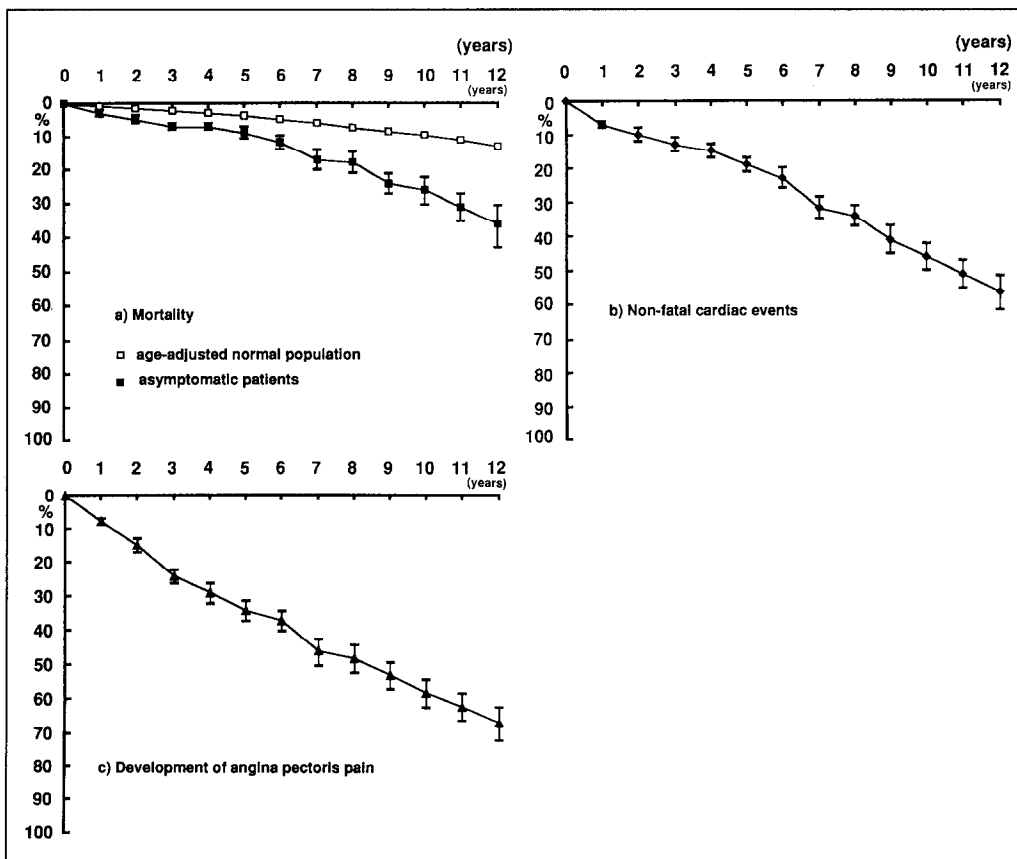 (years)
0 1 2 3 4 5 6 7 8 9 10 11 12
(years)
0
%
10
20
30
40
50
60
70
80
90
100
a) Mortality
age-adjusted normal population
asymptomatic patients
(years)
0 1 2 3 4 5 6 7 8 9 10 11 12
(years)
0
%
10
20
30
40
50
60
70
80
90
100
b) Non-fatal cardiac events
0 1 2 3 4 5 6 7 8 9 10 11 12
(years)
0
%
10
20
30
40
50
60
70
80
90
100
c) Development of angina pectoris pain